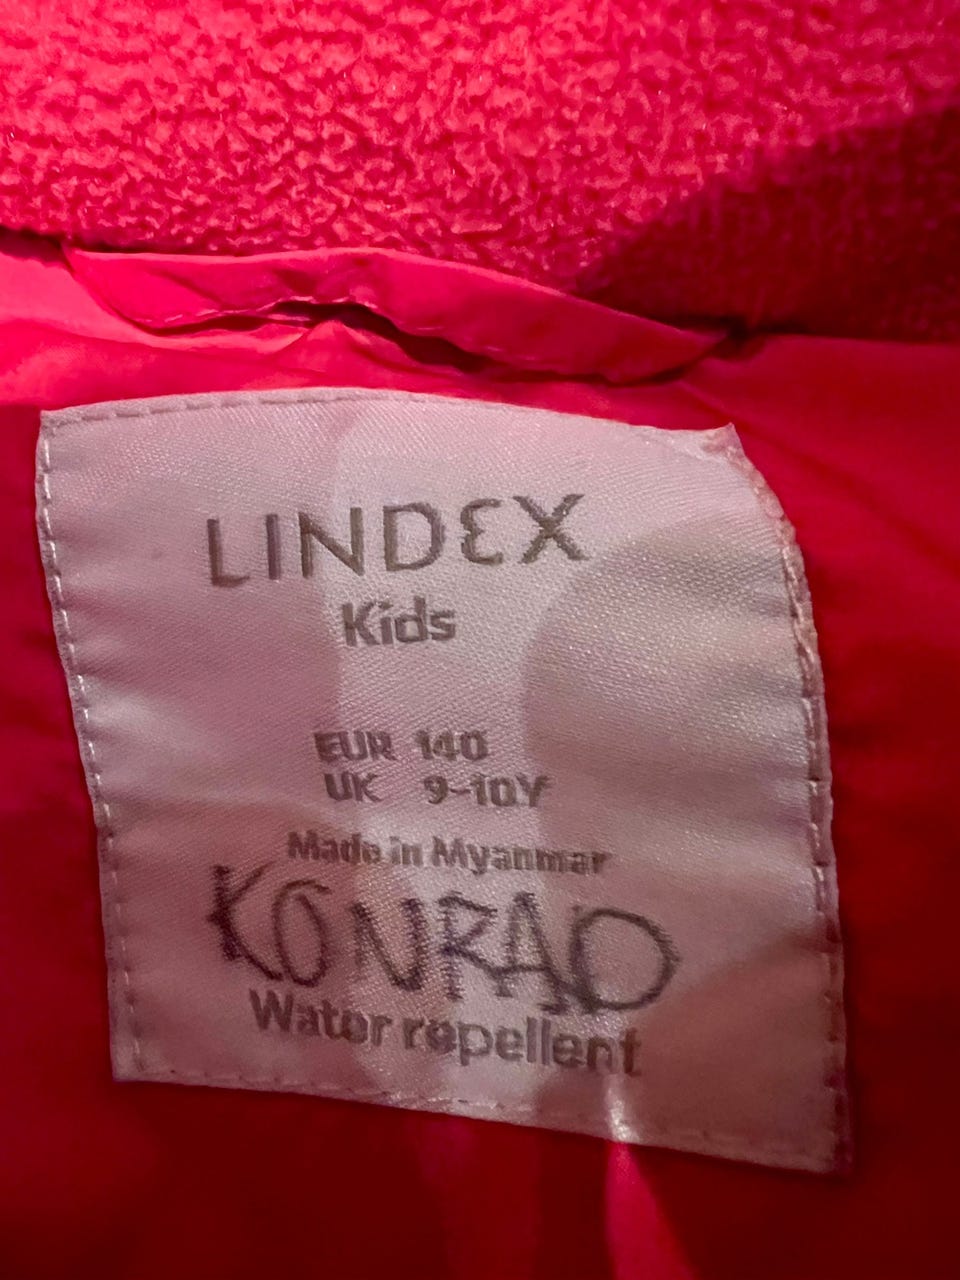 LINDEX
Kids
EUR 140
UK 9-10Y
Made in Myanmar
KONRAD
Water repellent